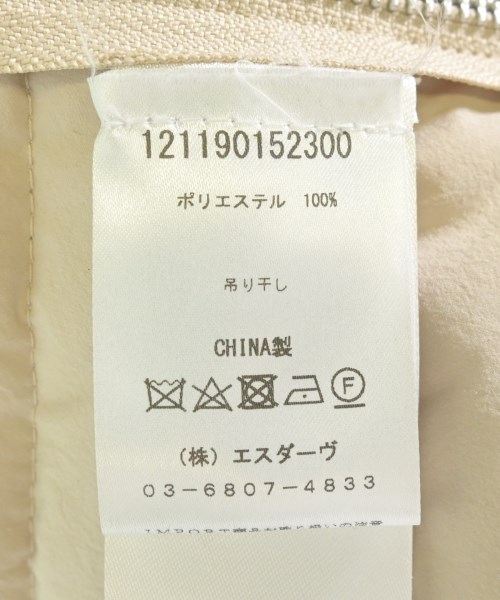 121190152300
ポリエステル 100%
吊り干し
CHINA製
F
(株) エスダーヴ
03-6807-4833